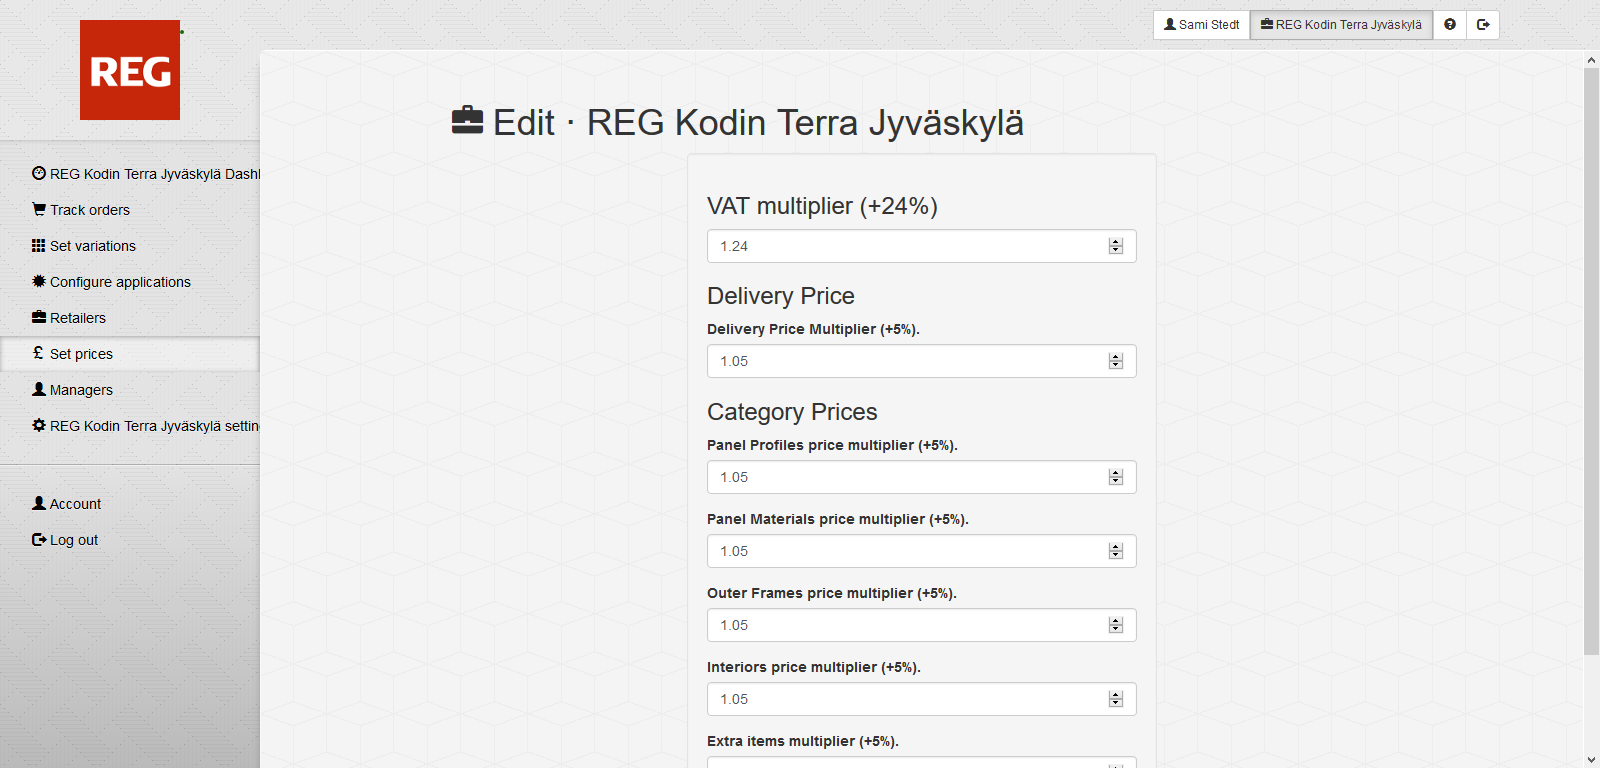 Sami Stedt
REG Kodin Terra Jyväskylä
REG
Edit · REG Kodin Terra Jyväskylä
REG Kodin Terra Jyväskylä Dash
Track orders
Set variations
Configure applications
Retailers
£ Set prices
Managers
REG Kodin Terra Jyväskylä settin
Account
Log out
VAT multiplier (+24%)
1.24
Delivery Price
Delivery Price Multiplier (+5%).
1.05
Category Prices
Panel Profiles price multiplier (+5%).
1.05
Panel Materials price multiplier (+5%).
1.05
Outer Frames price multiplier (+5%).
1.05
Interiors price multiplier (+5%).
1.05
Extra items multiplier (+5%).